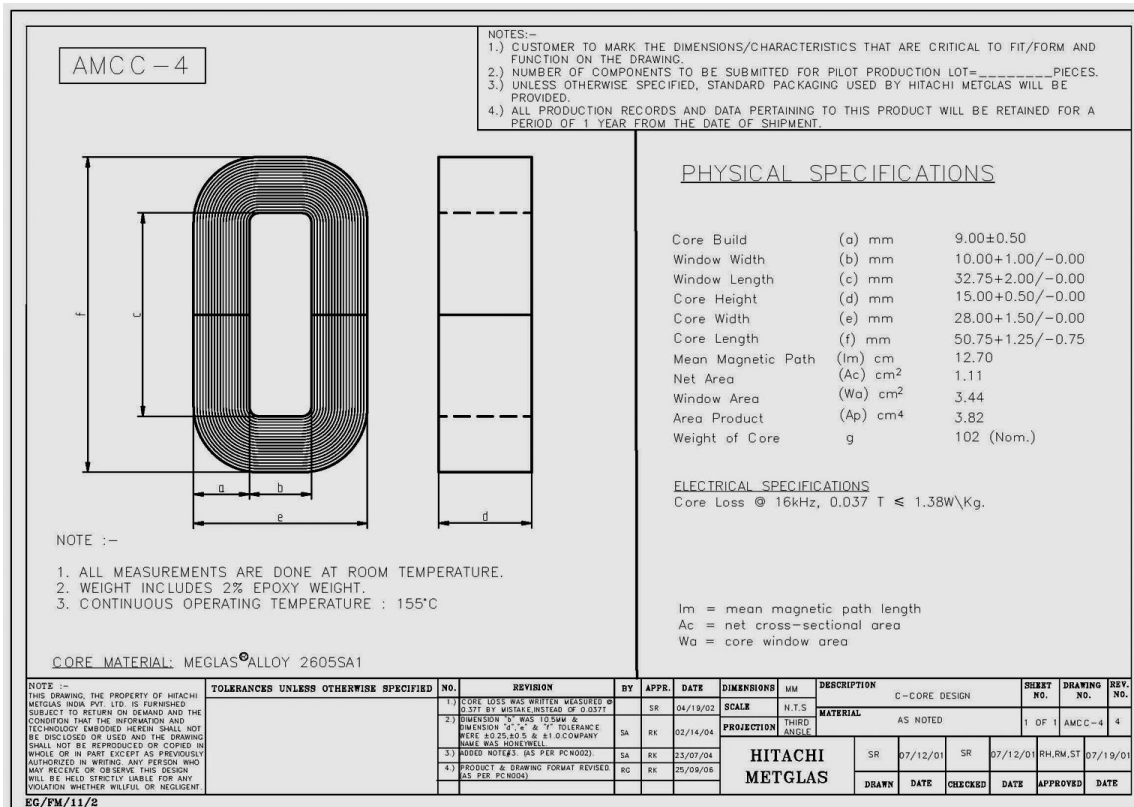 AMCC-4
NOTES:-
1.) CUSTOMER TO MARK THE DIMENSIONS/CHARACTERISTICS THAT ARE CRITICAL TO FIT/FORM AND
FUNCTION ON THE DRAWING.
2.) NUMBER OF COMPONENTS TO BE SUBMITTED FOR PILOT PRODUCTION LOT=________PIECES.
3.) UNLESS OTHERWISE SPECIFIED, STANDARD PACKAGING USED BY HITACHI METGLAS WILL BE
PROVIDED.
4.) ALL PRODUCTION RECORDS AND DATA PERTAINING TO THIS PRODUCT WILL BE RETAINED FOR A
PERIOD OF 1 YEAR FROM THE DATE OF SHIPMENT.
f
c
a
b
e
d
PHYSICAL SPECIFICATIONS
Core Build (a) mm 9.00±0.50
Window Width (b) mm 10.00+1.00/-0.00
Window Length (c) mm 32.75+2.00/-0.00
Core Height (d) mm 15.00+0.50/-0.00
Core Width (e) mm 28.00+1.50/-0.00
Core Length (f) mm 50.75+1.25/-0.75
Mean Magnetic Path (lm) cm 12.70
Net Area (Ac) cm² 1.11
Window Area (Wa) cm² 3.44
Area Product (Ap) cm⁴ 3.82
Weight of Core g 102 (Nom.)
ELECTRICAL SPECIFICATIONS
Core Loss @ 16kHz, 0.037 T ≤ 1.38W\Kg.
NOTE :-
1. ALL MEASUREMENTS ARE DONE AT ROOM TEMPERATURE.
2. WEIGHT INCLUDES 2% EPOXY WEIGHT.
3. CONTINUOUS OPERATING TEMPERATURE : 155°C
lm = mean magnetic path length
Ac = net cross-sectional area
Wa = core window area
CORE MATERIAL: MEGLAS® ALLOY 2605SA1
NOTE :-
THIS DRAWING, THE PROPERTY OF HITACHI
METGLAS INDIA PVT. LTD. IS FURNISHED
SUBJECT TO RETURN ON DEMAND AND THE
CONDITION THAT THE INFORMATION AND
TECHNOLOGY EMBODIED HEREIN SHALL NOT
BE DISCLOSED OR USED AND THE DRAWING
SHALL NOT BE REPRODUCED OR COPIED IN
WHOLE OR IN PART EXCEPT AS PREVIOUSLY
AUTHORIZED IN WRITING. ANY PERSON WHO
MAY RECEIVE OR OBSERVE THIS DESIGN
WILL BE HELD STRICTLY LIABLE FOR ANY
VIOLATION WHETHER WILLFUL OR NEGLIGENT.
TOLERANCES UNLESS OTHERWISE SPECIFIED
NO. REVISION BY APPR. DATE
1.) CORE LOSS WAS WRITTEN MEASURED @
0.37T BY MISTAKE,INSTEAD OF 0.037T SR 04/19/02
2.) DIMENSION "b" WAS 10.5MM &
DIMENSION "d","e" & "f" TOLERANCE
WERE ±0.25,±0.5 & ±1.0.COMPANY
NAME WAS HONEYWELL. SA RK 02/14/04
3.) ADDED NOTE#3. (AS PER PCN002). SA RK 23/07/04
4.) PRODUCT & DRAWING FORMAT REVISED.
(AS PER PCN004) RG RK 25/09/06
DIMENSIONS MM
SCALE N.T.S
PROJECTION THIRD ANGLE
DESCRIPTION
C-CORE DESIGN
MATERIAL
AS NOTED
SHEET NO. DRAWING NO. REV. NO.
1 OF 1 AMCC-4 4
HITACHI
METGLAS
SR 07/12/01 SR 07/12/01 RH,RM,ST 07/19/01
DRAWN DATE CHECKED DATE APPROVED DATE
EG/FM/11/2